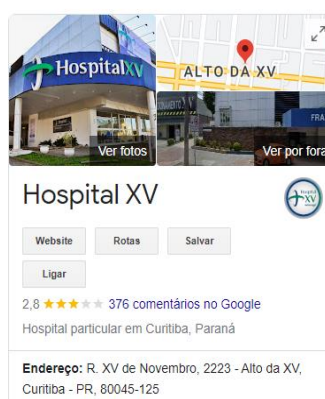 HospitalXV
ALTO DA XV
Ver fotos
FRA
Ver por fora
Hospital XV
Hospital
XV
Website
Rotas
Salvar
Ligar
2,8 376 comentários no Google
Hospital particular em Curitiba, Paraná
Endereço: R. XV de Novembro, 2223 - Alto da XV,
Curitiba - PR, 80045-125